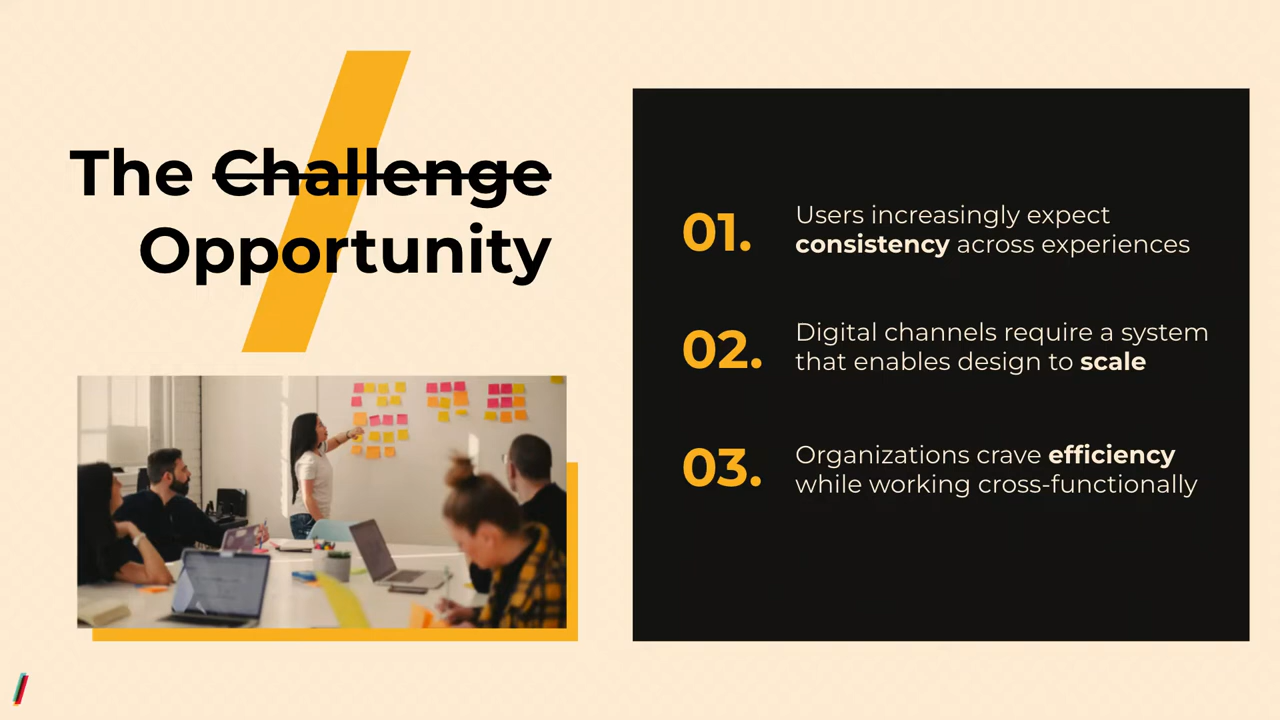 The Challenge
Opportunity
01.
Users increasingly expect
consistency across experiences
02.
Digital channels require a system
that enables design to scale
03.
Organizations crave efficiency
while working cross-functionally